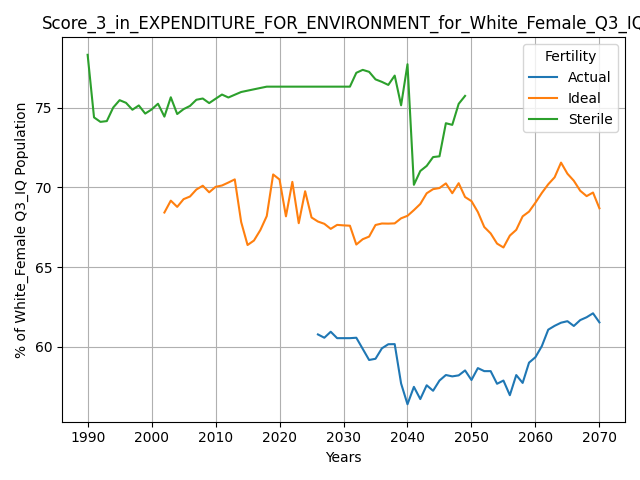 Score_3_in_EXPENDITURE_FOR_ENVIRONMENT_for_White_Female_Q3_IQ
Fertility
Actual
Ideal
Sterile
% of White_Female Q3_IQ Population
75
70
65
60
1990 2000 2010 2020 2030 2040 2050 2060 2070
Years